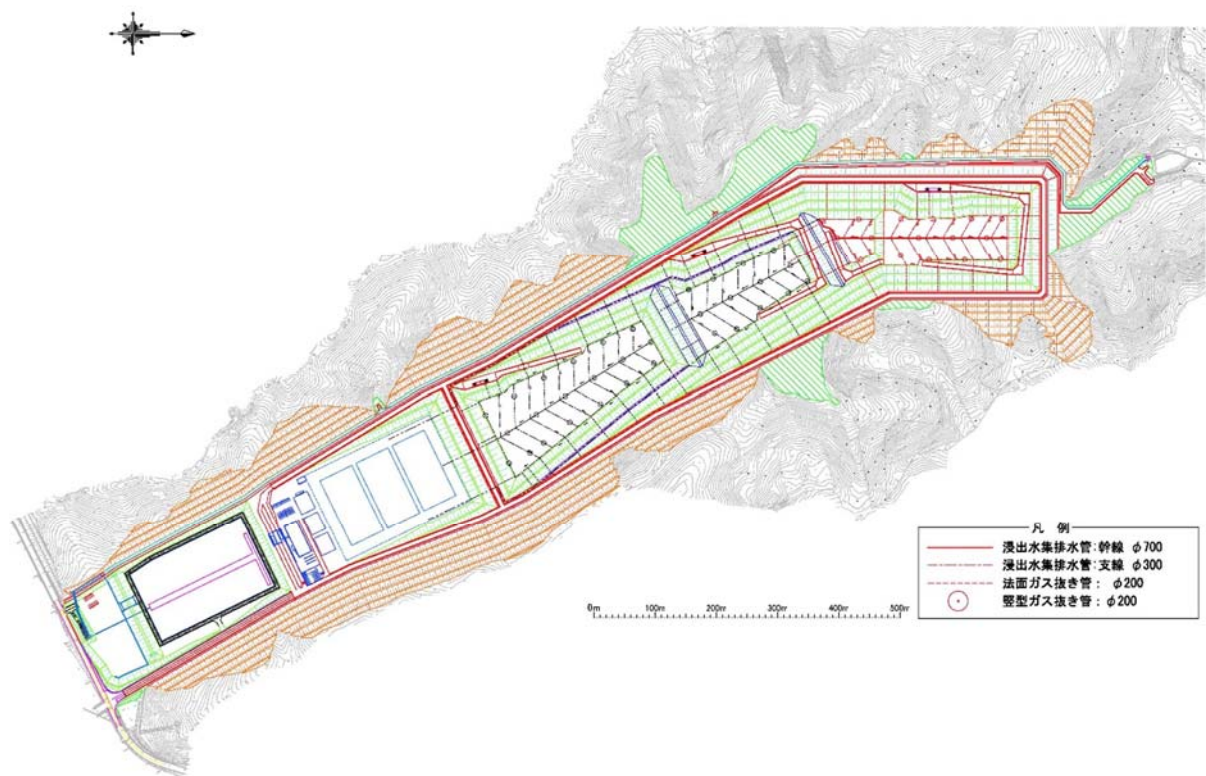 凡 例
浸出水集排水管:幹線 φ700
浸出水集排水管:支線 φ300
法面ガス抜き管: φ200
竪型ガス抜き管: φ200
0m 100m 200m 300m 400m 500m